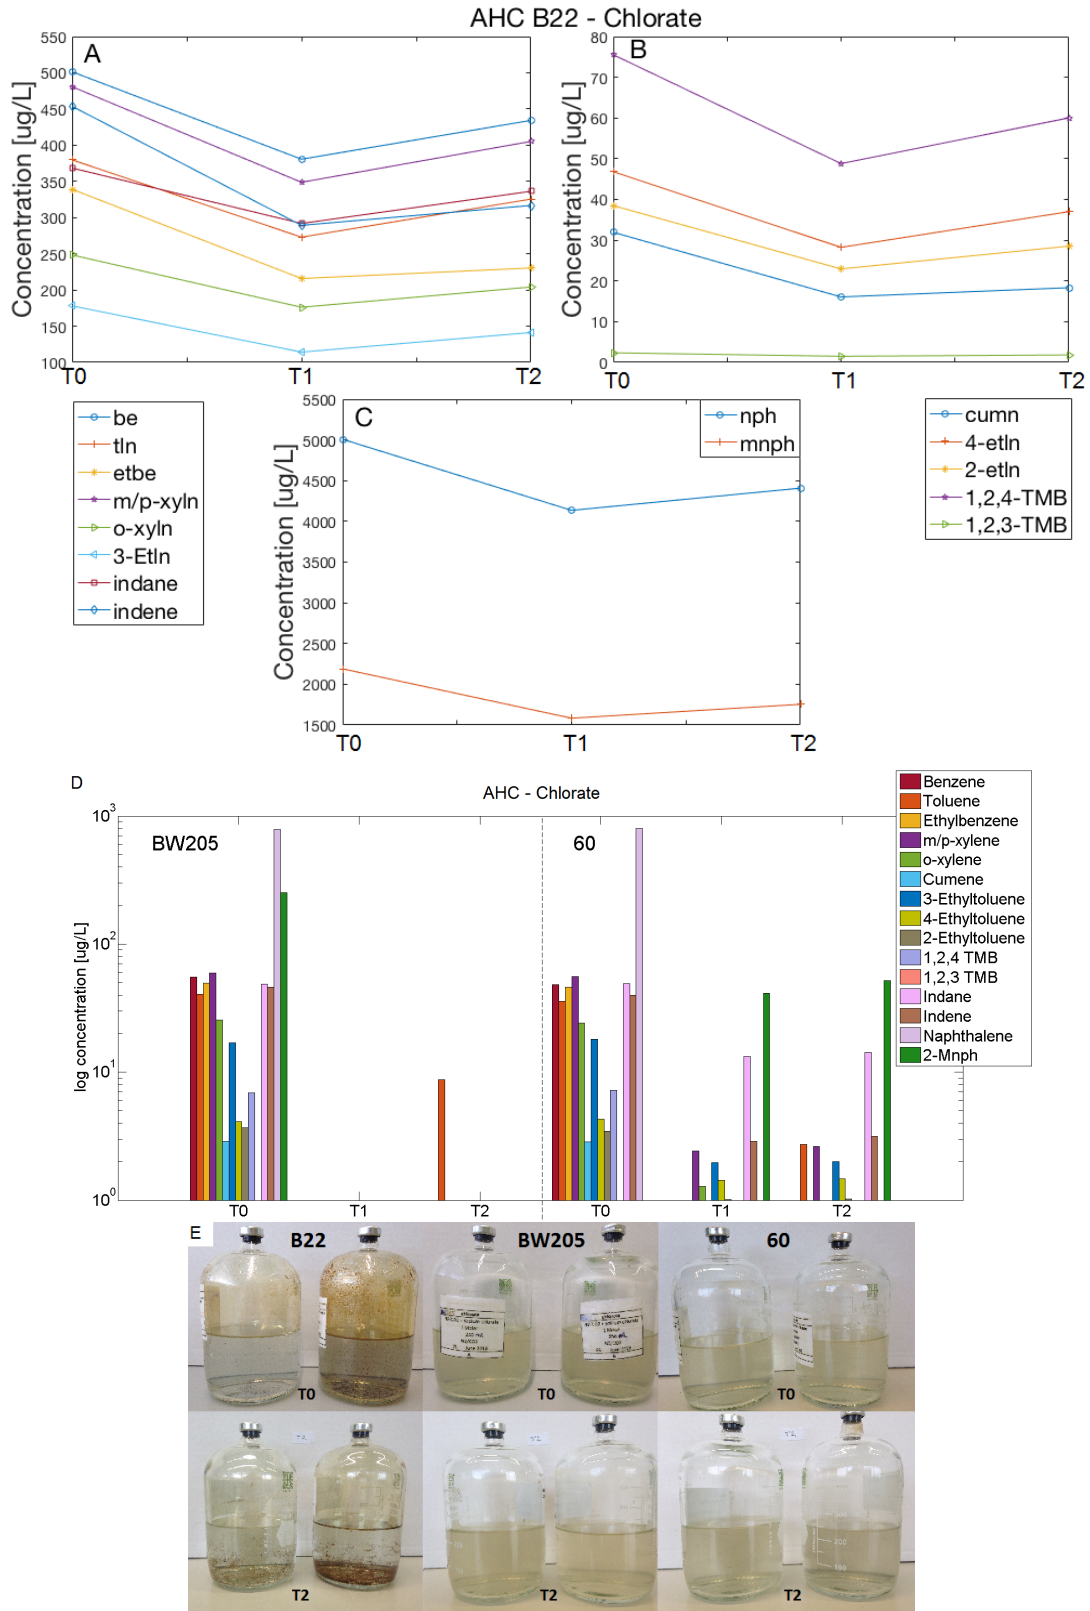 AHC B22 - Chlorate
A
Concentration [ug/L]
550
500
450
400
350
300
250
200
150
100
T0
T1
T2
B
Concentration [ug/L]
80
70
60
50
40
30
20
10
0
T0
T1
T2
be
tln
etbe
m/p-xyln
o-xyln
3-Etln
indane
indene
C
Concentration [ug/L]
5500
5000
4500
4000
3500
3000
2500
2000
1500
T0
T1
T2
nph
mnph
cumn
4-etln
2-etln
1,2,4-TMB
1,2,3-TMB
D
AHC - Chlorate
BW205
60
log concentration [ug/L]
10^3
10^2
10^1
10^0
T0
T1
T2
T0
T1
T2
Benzene
Toluene
Ethylbenzene
m/p-xylene
o-xylene
Cumene
3-Ethyltoluene
4-Ethyltoluene
2-Ethyltoluene
1,2,4 TMB
1,2,3 TMB
Indane
Indene
Naphthalene
2-Mnph
E
B22
BW205
60
T0
T0
T0
T2
T2
T2